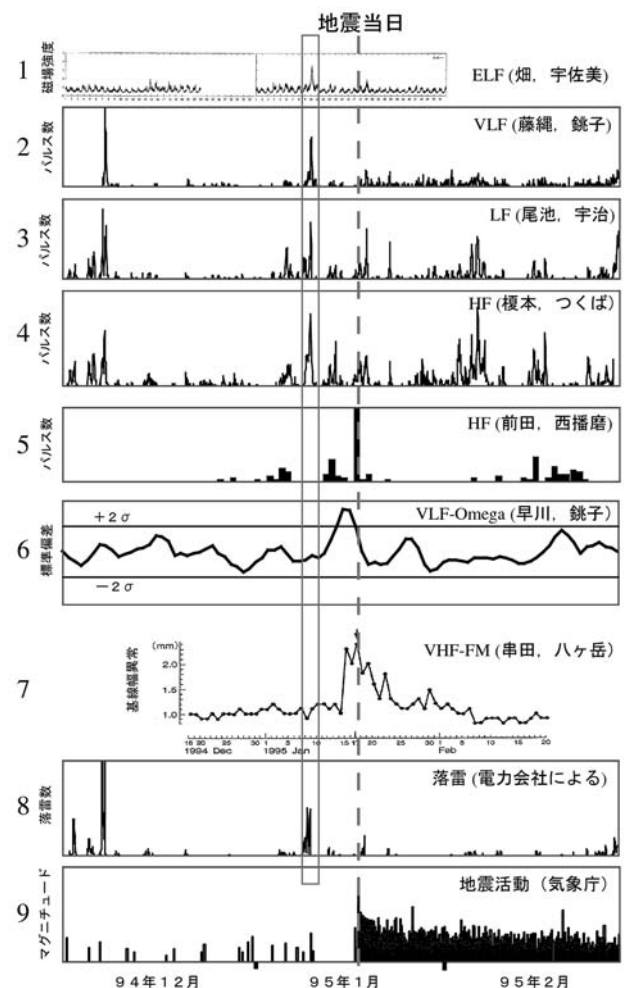 地震当日
1
磁場強度
ELF (畑, 宇佐美)
2
パルス数
VLF (藤縄, 銚子)
3
パルス数
LF (尾池, 宇治)
4
パルス数
HF (榎本, つくば)
5
パルス数
HF (前田, 西播磨)
6
標準偏差
+2σ
VLF-Omega (早川, 銚子)
−2σ
7
基線幅異常
(mm)
2.0
1.5
1.0
VHF-FM (串田, 八ヶ岳)
16 20 25 30 1 5 10 15 17 20 25 30 1 5 10 15 20
1994 Dec 1995 Jan Feb
8
落雷数
落雷 (電力会社による)
9
マグニチュード
地震活動 (気象庁)
94年12月 95年1月 95年2月